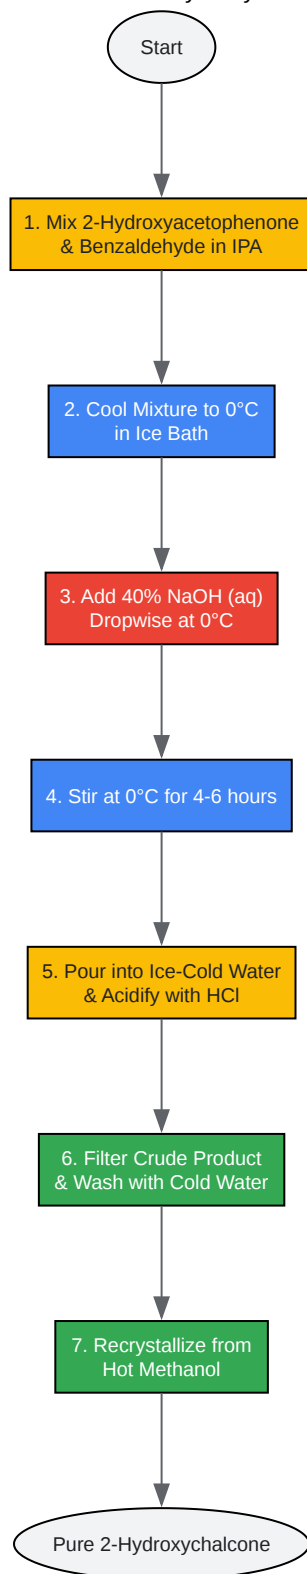 Start
1. Mix 2-Hydroxyacetophenone
& Benzaldehyde in IPA
2. Cool Mixture to 0°C
in Ice Bath
3. Add 40% NaOH (aq)
Dropwise at 0°C
4. Stir at 0°C for 4-6 hours
5. Pour into Ice-Cold Water
& Acidify with HCl
6. Filter Crude Product
& Wash with Cold Water
7. Recrystallize from
Hot Methanol
Pure 2-Hydroxychalcone